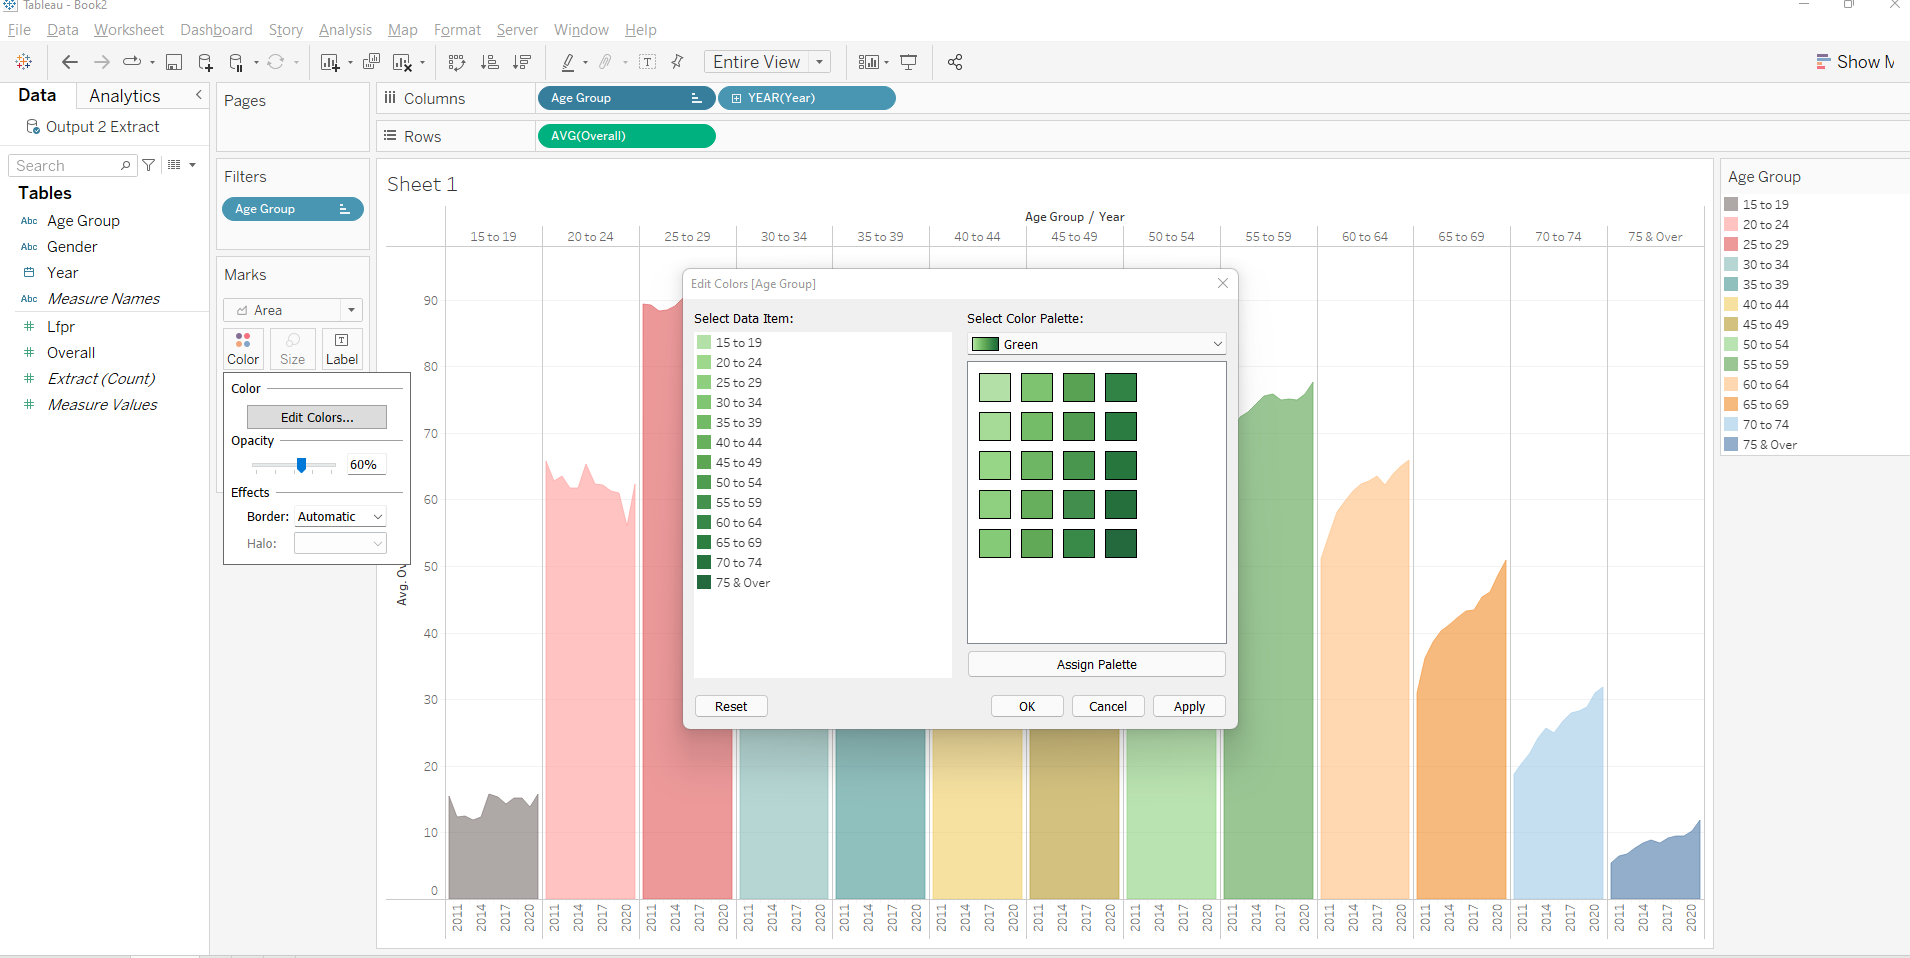 Tableau - Book2
File Data Worksheet Dashboard Story Analysis Map Format Server Window Help
Entire View
Show M
Data Analytics
Output 2 Extract
Search
Tables
Abc Age Group
Abc Gender
Year
Abc Measure Names
# Lfpr
# Overall
# Extract (Count)
# Measure Values
Pages
Filters
Age Group
Marks
Area
Color Size Label
Color
Edit Colors...
Opacity
60%
Effects
Border: Automatic
Halo:
Columns Age Group YEAR(Year)
Rows AVG(Overall)
Sheet 1
Age Group / Year
15 to 19 20 to 24 25 to 29 30 to 34 35 to 39 40 to 44 45 to 49 50 to 54 55 to 59 60 to 64 65 to 69 70 to 74 75 & Over
90
80
70
60
50
40
30
20
10
0
Avg. Ov
2011 2014 2017 2020 2011 2014 2017 2020 2011 2014 2017 2020 2011 2014 2017 2020 2011 2014 2017 2020 2011 2014 2017 2020 2011 2014 2017 2020 2011 2014 2017 2020 2011 2014 2017 2020 2011 2014 2017 2020 2011 2014 2017 2020 2011 2014 2017 2020 2011 2014 2017 2020
Edit Colors [Age Group]
Select Data Item:
15 to 19
20 to 24
25 to 29
30 to 34
35 to 39
40 to 44
45 to 49
50 to 54
55 to 59
60 to 64
65 to 69
70 to 74
75 & Over
Select Color Palette:
Green
Assign Palette
Reset OK Cancel Apply
Age Group
15 to 19
20 to 24
25 to 29
30 to 34
35 to 39
40 to 44
45 to 49
50 to 54
55 to 59
60 to 64
65 to 69
70 to 74
75 & Over